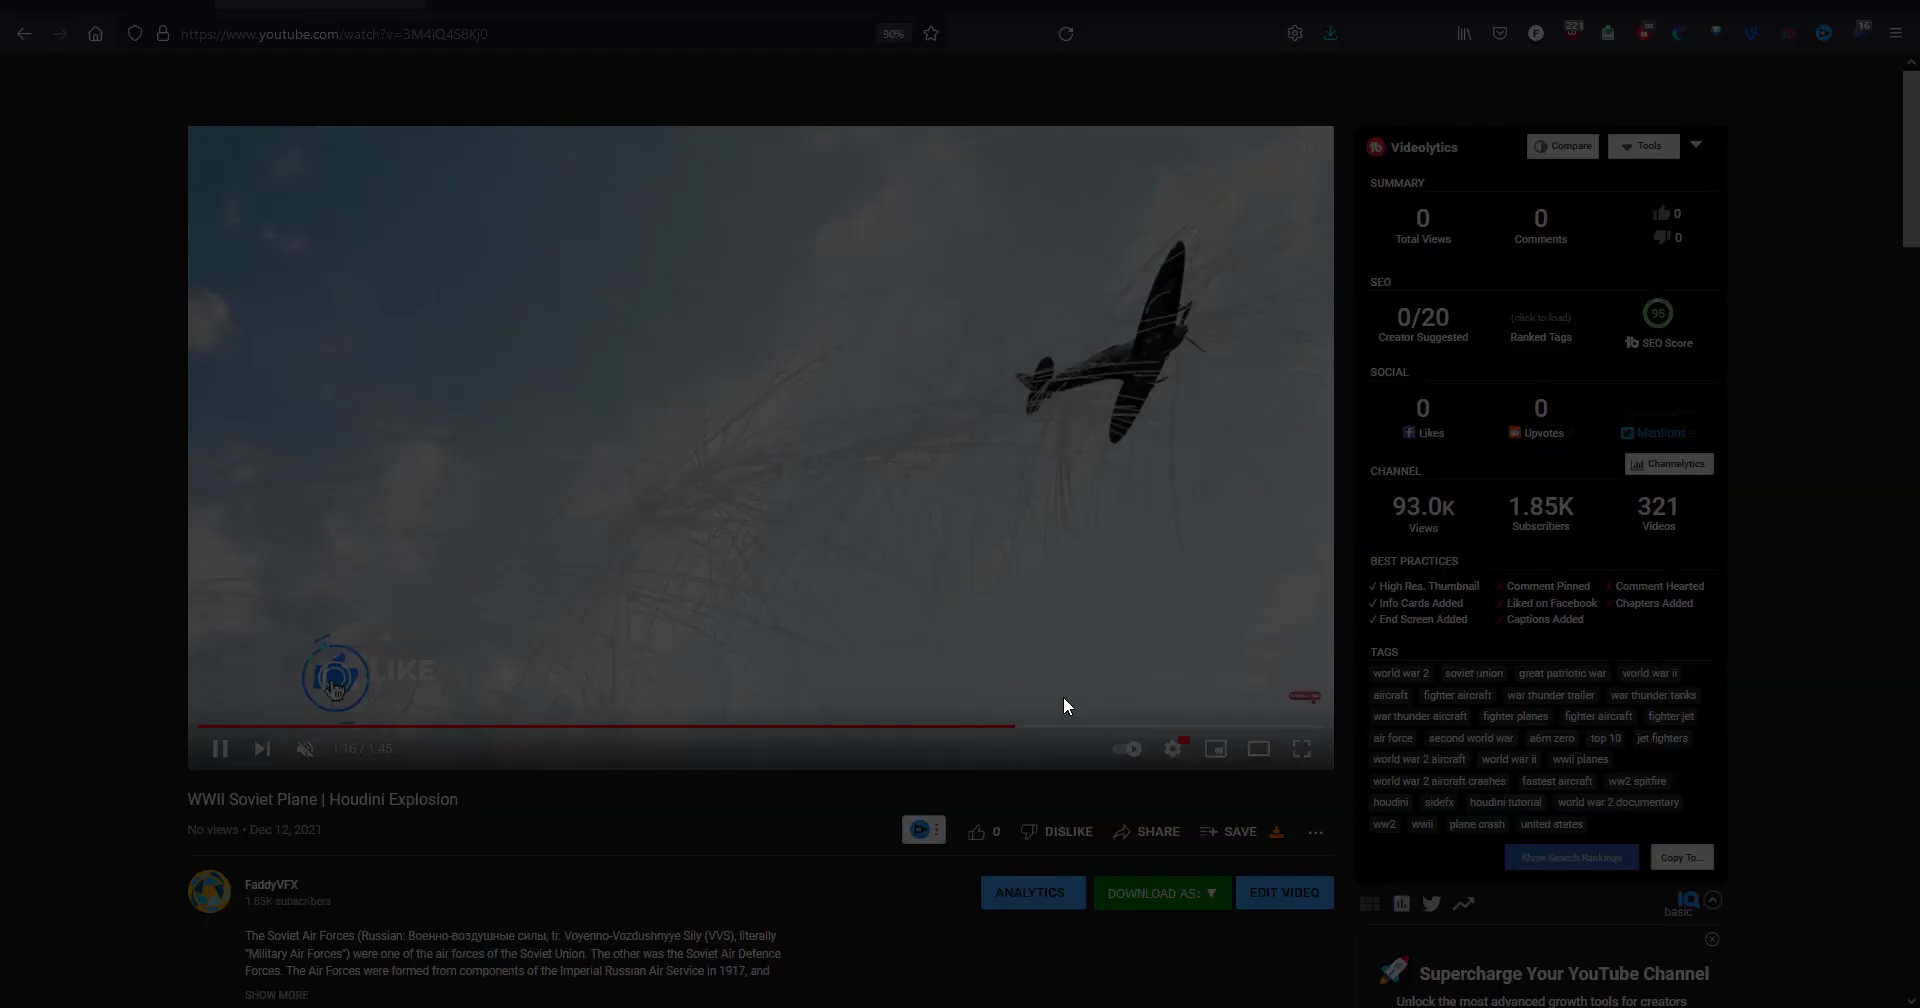 https://www.youtube.com/watch?v=3M4iQ4S8Kj0
90%
221
16
LIKE
1:16 / 1:45
WWII Soviet Plane | Houdini Explosion
No views • Dec 12, 2021
0
DISLIKE
SHARE
SAVE
FaddyVFX
1.85K subscribers
ANALYTICS
DOWNLOAD AS: ▼
EDIT VIDEO
The Soviet Air Forces (Russian: Военно-воздушные силы, tr. Voyenno-Vozdushnyye Sily (VVS), literally
"Military Air Forces") were one of the air forces of the Soviet Union. The other was the Soviet Air Defence
Forces. The Air Forces were formed from components of the Imperial Russian Air Service in 1917, and
SHOW MORE
Videolytics
Compare
Tools
SUMMARY
0 0 0
Total Views Comments 0
SEO
0/20 (click to load) 95
Creator Suggested Ranked Tags SEO Score
SOCIAL
0 0
Likes Upvotes Mentions
CHANNEL
Channelytics
93.0K 1.85K 321
Views Subscribers Videos
BEST PRACTICES
✓ High Res. Thumbnail x Comment Pinned x Comment Hearted
✓ Info Cards Added x Liked on Facebook x Chapters Added
✓ End Screen Added x Captions Added
TAGS
world war 2 soviet union great patriotic war world war ii
aircraft fighter aircraft war thunder trailer war thunder tanks
war thunder aircraft fighter planes fighter aircraft fighter jet
air force second world war a6m zero top 10 jet fighters
world war 2 aircraft world war ii wwii planes
world war 2 aircraft crashes fastest aircraft ww2 spitfire
houdini sidefx houdini tutorial world war 2 documentary
ww2 wwii plane crash united states
Show Search Rankings
Copy To...
IQ
basic
Supercharge Your YouTube Channel
Unlock the most advanced growth tools for creators